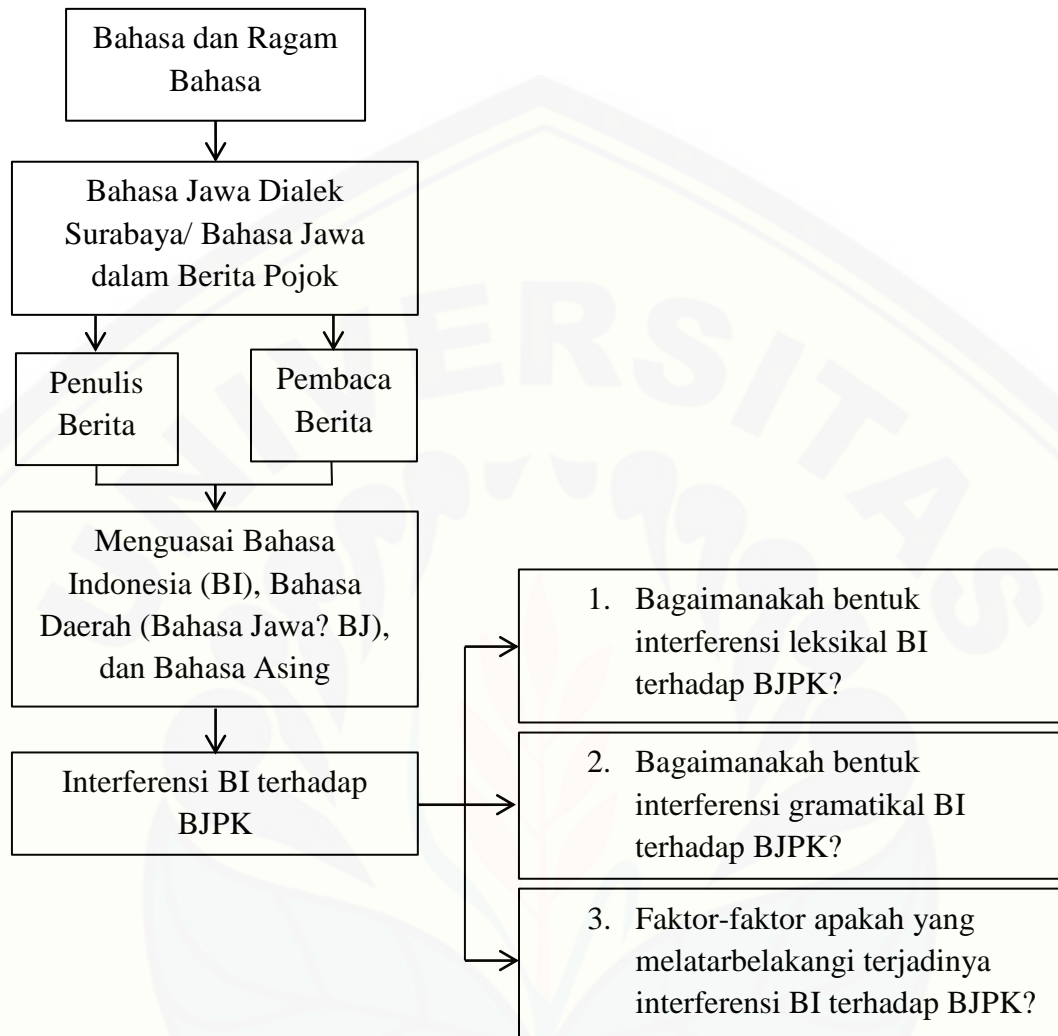 Bahasa dan Ragam
Bahasa
Bahasa Jawa Dialek
Surabaya/ Bahasa Jawa
dalam Berita Pojok
Penulis
Berita
Pembaca
Berita
Menguasai Bahasa
Indonesia (BI), Bahasa
Daerah (Bahasa Jawa? BJ),
dan Bahasa Asing
Interferensi BI terhadap
BJPK
1. Bagaimanakah bentuk
interferensi leksikal BI
terhadap BJPK?
2. Bagaimanakah bentuk
interferensi gramatikal BI
terhadap BJPK?
3. Faktor-faktor apakah yang
melatarbelakangi terjadinya
interferensi BI terhadap BJPK?
UNIVERSITAS